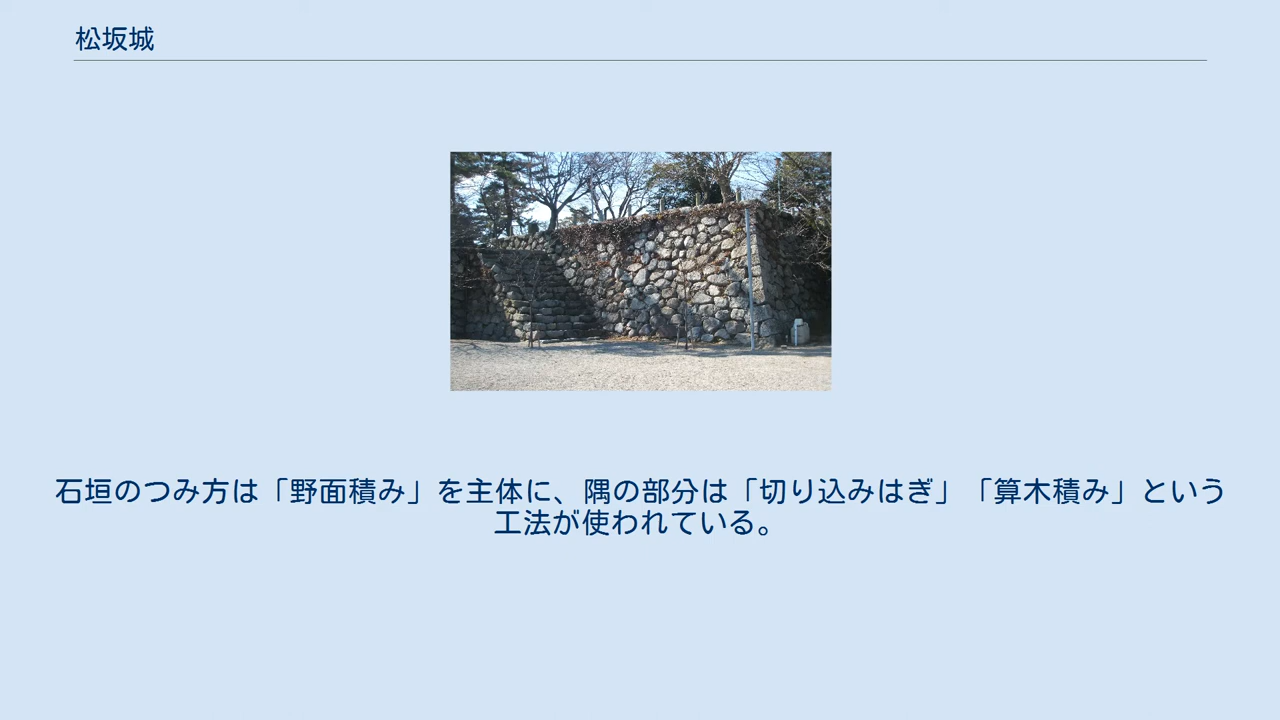 松坂城
石垣のつみ方は「野面積み」を主体に、隅の部分は「切り込みはぎ」「算木積み」という
工法が使われている。